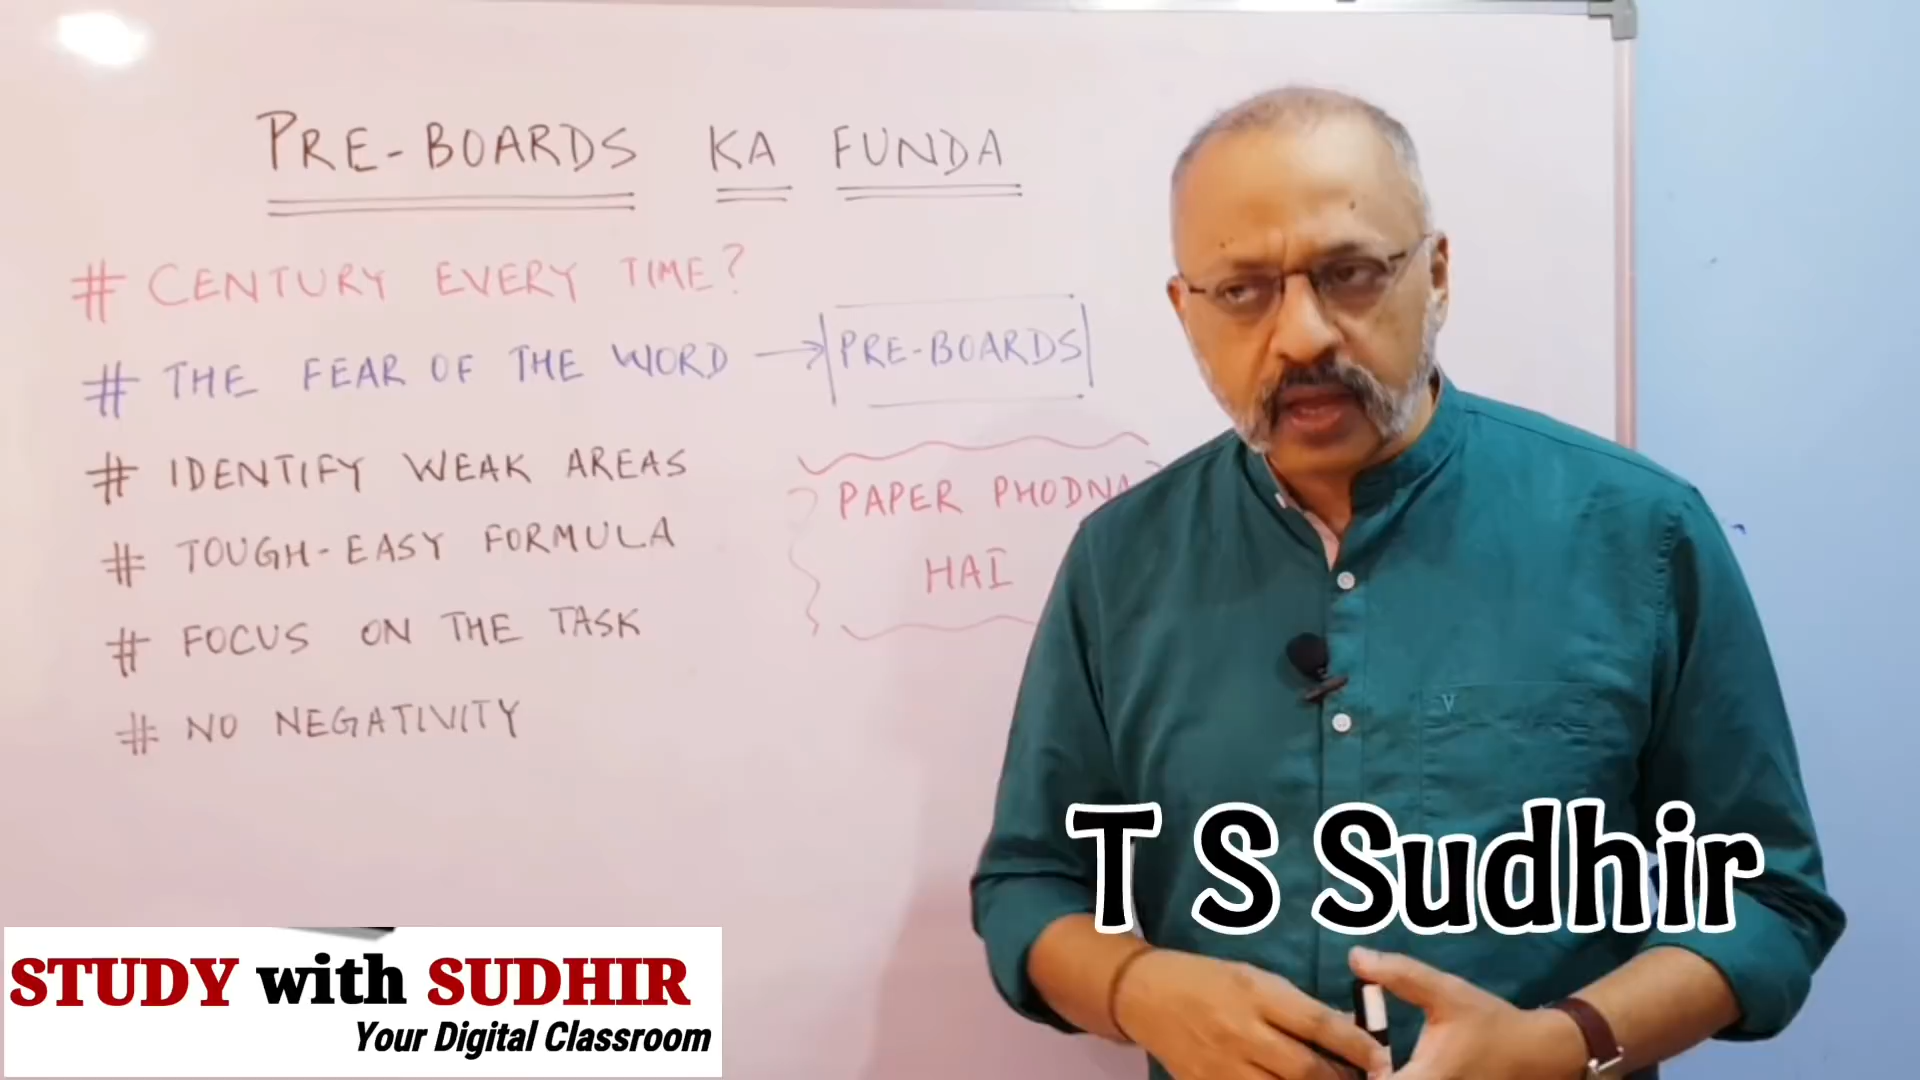 PRE-BOARDS KA FUNDA
# CENTURY EVERY TIME?
# THE FEAR OF THE WORD → PRE-BOARDS
# IDENTIFY WEAK AREAS
# TOUGH-EASY FORMULA
# FOCUS ON THE TASK
# NO NEGATIVITY
PAPER PHODNA
HAI
V
T S Sudhir
STUDY with SUDHIR
Your Digital Classroom